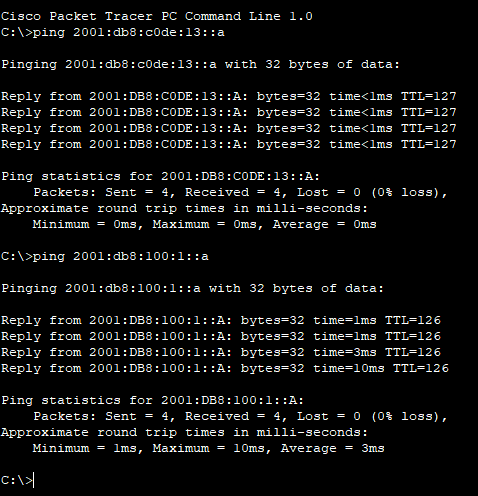 Cisco Packet Tracer PC Command Line 1.0
C:\>ping 2001:db8:c0de:13::a
Pinging 2001:db8:c0de:13::a with 32 bytes of data:
Reply from 2001:DB8:C0DE:13::A: bytes=32 time<1ms TTL=127
Reply from 2001:DB8:C0DE:13::A: bytes=32 time<1ms TTL=127
Reply from 2001:DB8:C0DE:13::A: bytes=32 time<1ms TTL=127
Reply from 2001:DB8:C0DE:13::A: bytes=32 time<1ms TTL=127
Ping statistics for 2001:DB8:C0DE:13::A:
Packets: Sent = 4, Received = 4, Lost = 0 (0% loss),
Approximate round trip times in milli-seconds:
Minimum = 0ms, Maximum = 0ms, Average = 0ms
C:\>ping 2001:db8:100:1::a
Pinging 2001:db8:100:1::a with 32 bytes of data:
Reply from 2001:DB8:100:1::A: bytes=32 time=1ms TTL=126
Reply from 2001:DB8:100:1::A: bytes=32 time=1ms TTL=126
Reply from 2001:DB8:100:1::A: bytes=32 time=3ms TTL=126
Reply from 2001:DB8:100:1::A: bytes=32 time=10ms TTL=126
Ping statistics for 2001:DB8:100:1::A:
Packets: Sent = 4, Received = 4, Lost = 0 (0% loss),
Approximate round trip times in milli-seconds:
Minimum = 1ms, Maximum = 10ms, Average = 3ms
C:\>